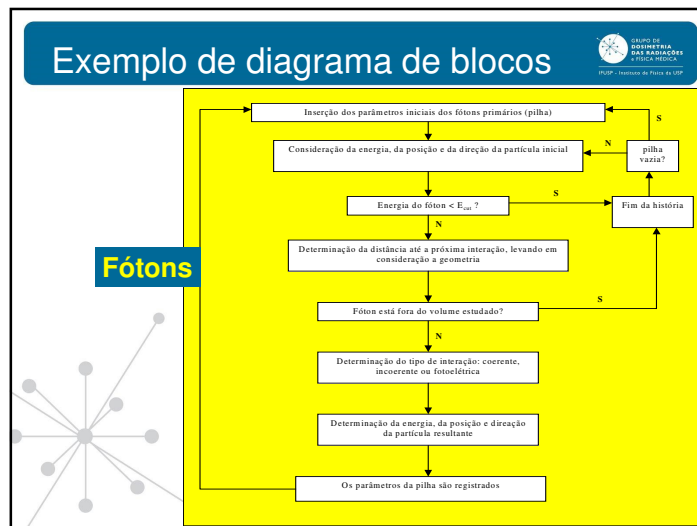 Exemplo de diagrama de blocos
GRUPO DE
DOSIMETRIA
DAS RADIAÇÕES
e FÍSICA MÉDICA
IFUSP - Instituto de Física da USP
Inserção dos parâmetros iniciais dos fótons primários (pilha)
S
Consideração da energia, da posição e da direção da partícula inicial
N
pilha
vazia?
Energia do fóton < Ecut ?
S
Fim da história
N
Determinação da distância até a próxima interação, levando em
consideração a geometria
Fótons
Fóton está fora do volume estudado?
S
N
Determinação do tipo de interação: coerente,
incoerente ou fotoelétrica
Determinação da energia, da posição e direação
da partícula resultante
Os parâmetros da pilha são registrados